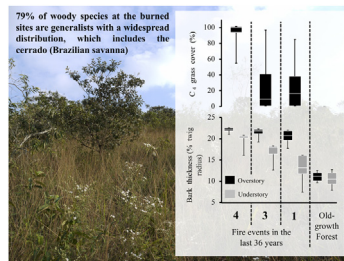 79% of woody species at the burned
sites are generalists with a widespread
distribution, which includes the
cerrado (Brazilian savanna)
C4 grass cover (%)
100
80
60
40
20
0
Bark thickness (% twig
radius)
25
20
15
10
5
Overstory
Understory
4
3
1
Old-
growth
Forest
Fire events in the
last 36 years